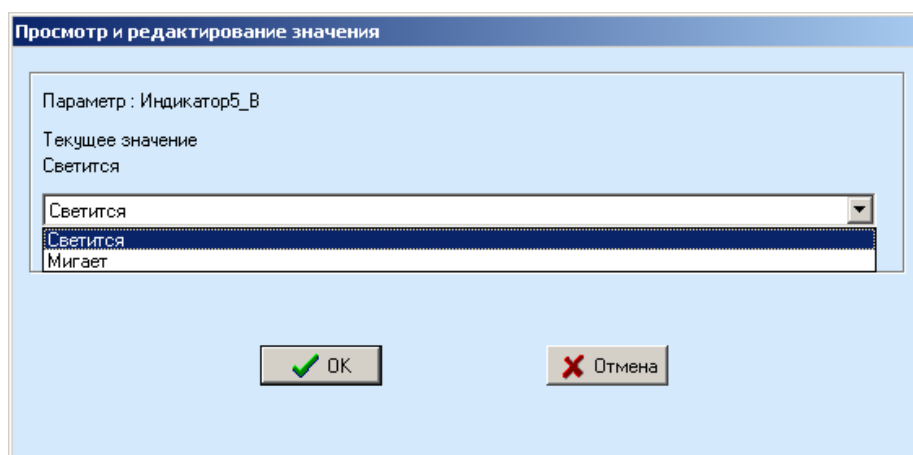 Просмотр и редактирование значения
Параметр : Индикатор5_В
Текущее значение
Светится
Светится
Светится
Мигает
OK
Отмена